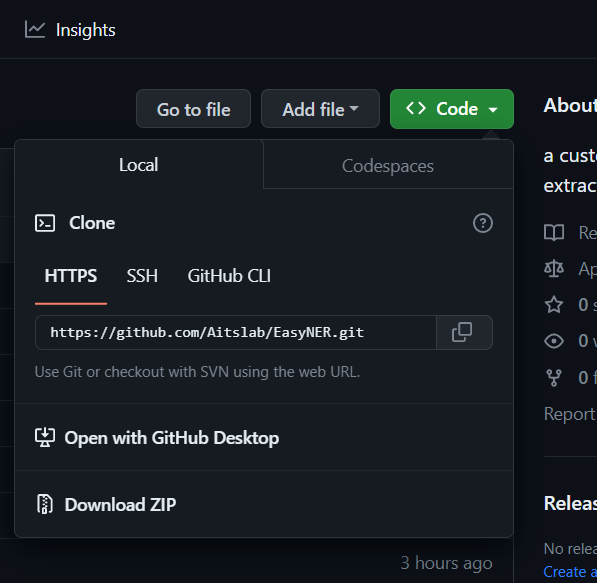 Insights
Go to file
Add file
Code
About
a cust
extrac
Local
Codespaces
Clone
Re
HTTPS
SSH
GitHub CLI
Ap
0 s
https://github.com/Aitslab/EasyNER.git
0 w
Use Git or checkout with SVN using the web URL.
0 f
Report
Open with GitHub Desktop
Download ZIP
Releas
No relea
3 hours ago
Create a